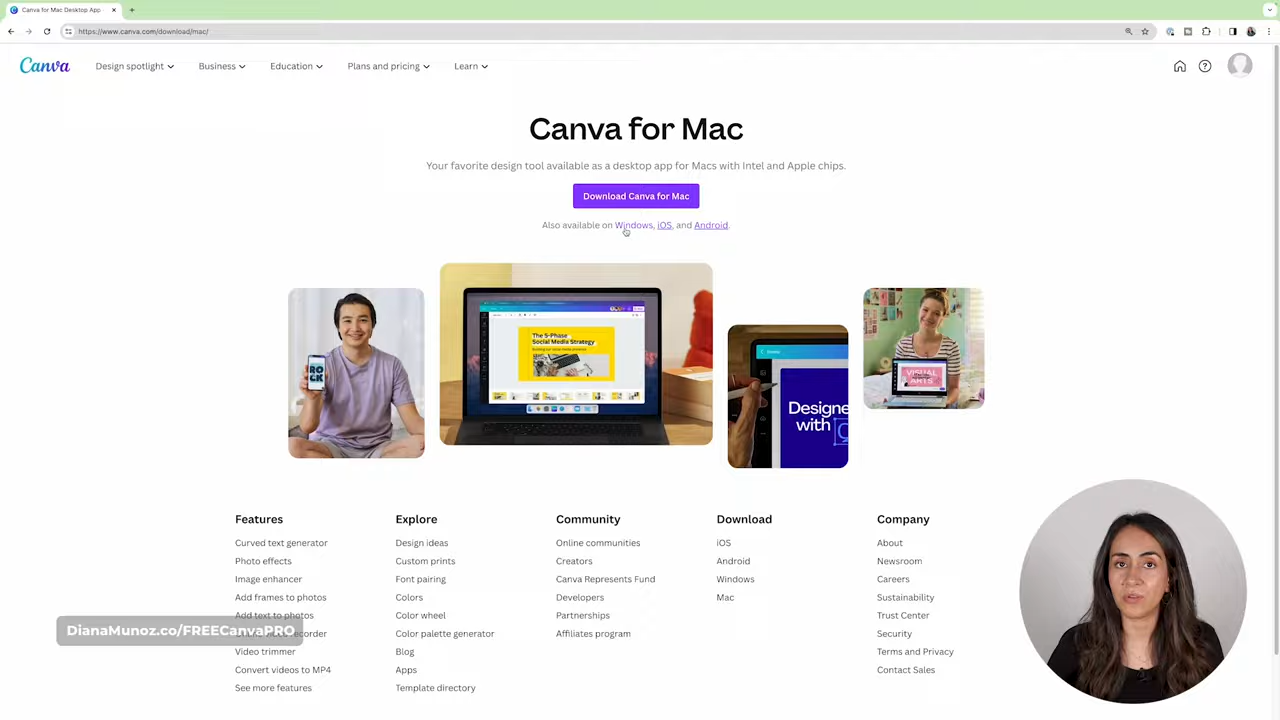 Canva for Mac Desktop App
https://www.canva.com/download/mac/
Canva
Design spotlight
Business
Education
Plans and pricing
Learn
Canva for Mac
Your favorite design tool available as a desktop app for Macs with Intel and Apple chips.
Download Canva for Mac
Also available on Windows, iOS, and Android.
ROCK
The 5-Phase
Social Media Strategy
Designe
with
VISUAL
ARTS
Features
Curved text generator
Photo effects
Image enhancer
Add frames to photos
Add text to photos
Video trimmer
Convert videos to MP4
See more features
Explore
Design ideas
Custom prints
Font pairing
Colors
Color wheel
Color palette generator
Blog
Apps
Template directory
Community
Online communities
Creators
Canva Represents Fund
Developers
Partnerships
Affiliates program
Download
iOS
Android
Windows
Mac
Company
About
Newsroom
Careers
Sustainability
Trust Center
Security
Terms and Privacy
Contact Sales
DianaMunoz.co/FREECanvaPRO